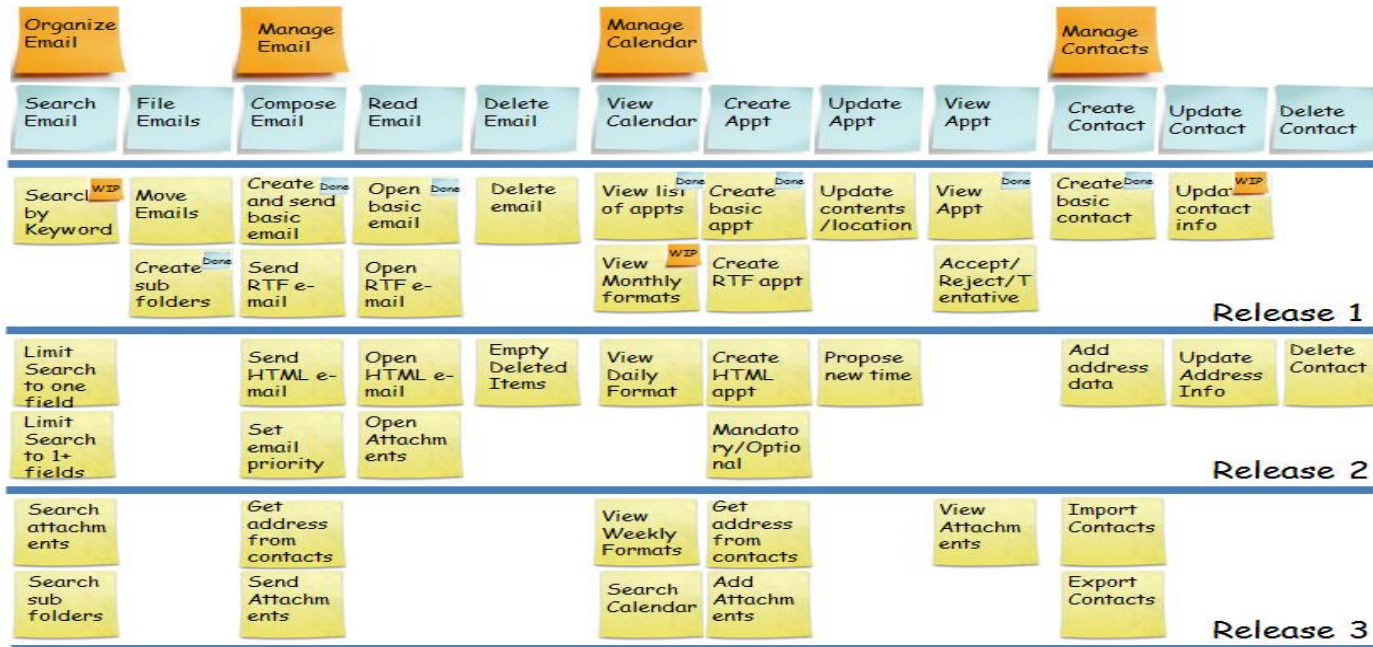 Organize
Email
Manage
Email
Manage
Calendar
Manage
Contacts
Search
Email
File
Emails
Compose
Email
Read
Email
Delete
Email
View
Calendar
Create
Appt
Update
Appt
View
Appt
Create
Contact
Update
Contact
Delete
Contact
Search
by
Keyword
WIP
Move
Emails
Create
and send
basic
email
Done
Open
basic
email
Done
Delete
email
View list
of appts
Done
Create
basic
appt
Done
Update
contents
/location
View
Appt
Done
Create
basic
contact
Done
Updat
contact
info
WIP
Create
sub
folders
Done
Send
RTF e-
mail
Open
RTF e-
mail
View
Monthly
formats
WIP
Create
RTF appt
Accept/
Reject/T
entative
Release 1
Limit
Search
to one
field
Send
HTML e-
mail
Open
HTML e-
mail
Empty
Deleted
Items
View
Daily
Format
Create
HTML
appt
Propose
new time
Add
address
data
Update
Address
Info
Delete
Contact
Limit
Search
to 1+
fields
Set
email
priority
Open
Attachm
ents
Mandato
ry/Optio
nal
Release 2
Search
attachm
ents
Get
address
from
contacts
View
Weekly
Formats
Get
address
from
contacts
View
Attachm
ents
Import
Contacts
Search
sub
folders
Send
Attachm
ents
Search
Calendar
Add
Attachm
ents
Export
Contacts
Release 3